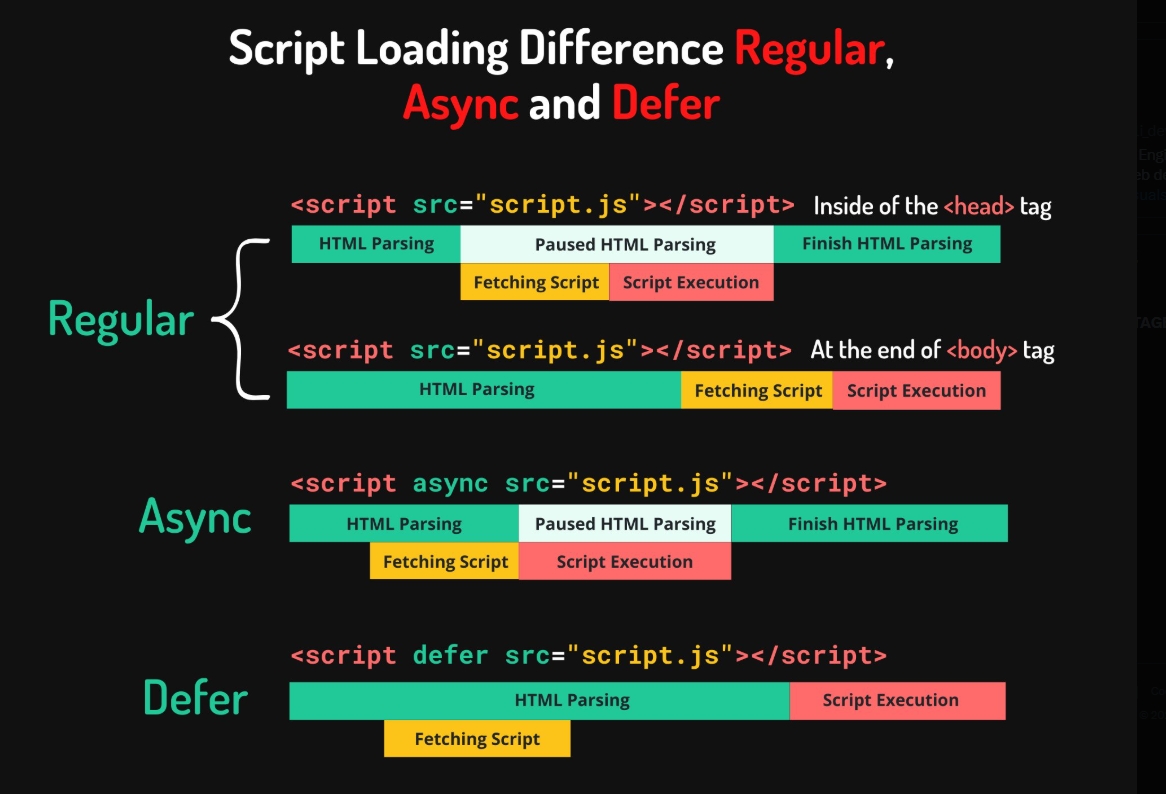 Script Loading Difference Regular,
Async and Defer
<script src="script.js"></script> Inside of the <head> tag
HTML Parsing Paused HTML Parsing Finish HTML Parsing
Fetching Script Script Execution
Regular
<script src="script.js"></script> At the end of <body> tag
HTML Parsing Fetching Script Script Execution
<script async src="script.js"></script>
Async
HTML Parsing Paused HTML Parsing Finish HTML Parsing
Fetching Script Script Execution
<script defer src="script.js"></script>
Defer
HTML Parsing Script Execution
Fetching Script